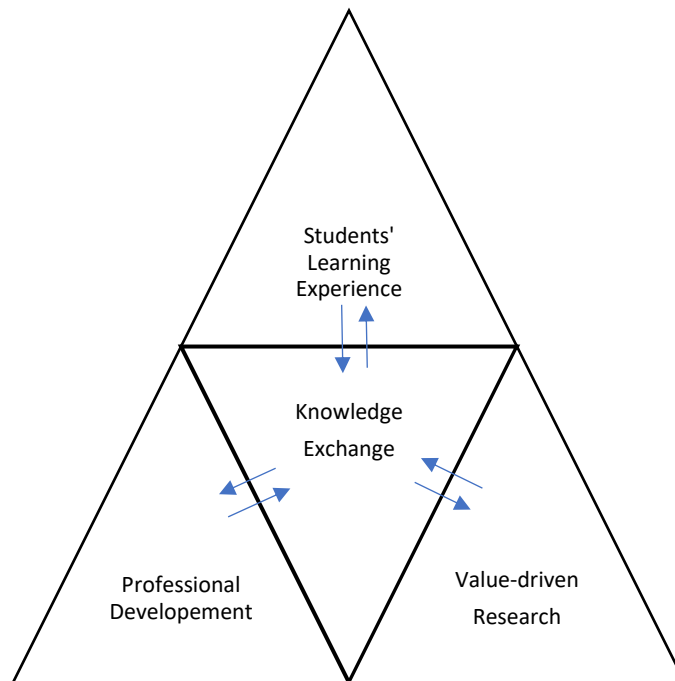 Students'
Learning
Experience
Knowledge
Exchange
Professional
Developement
Value-driven
Research